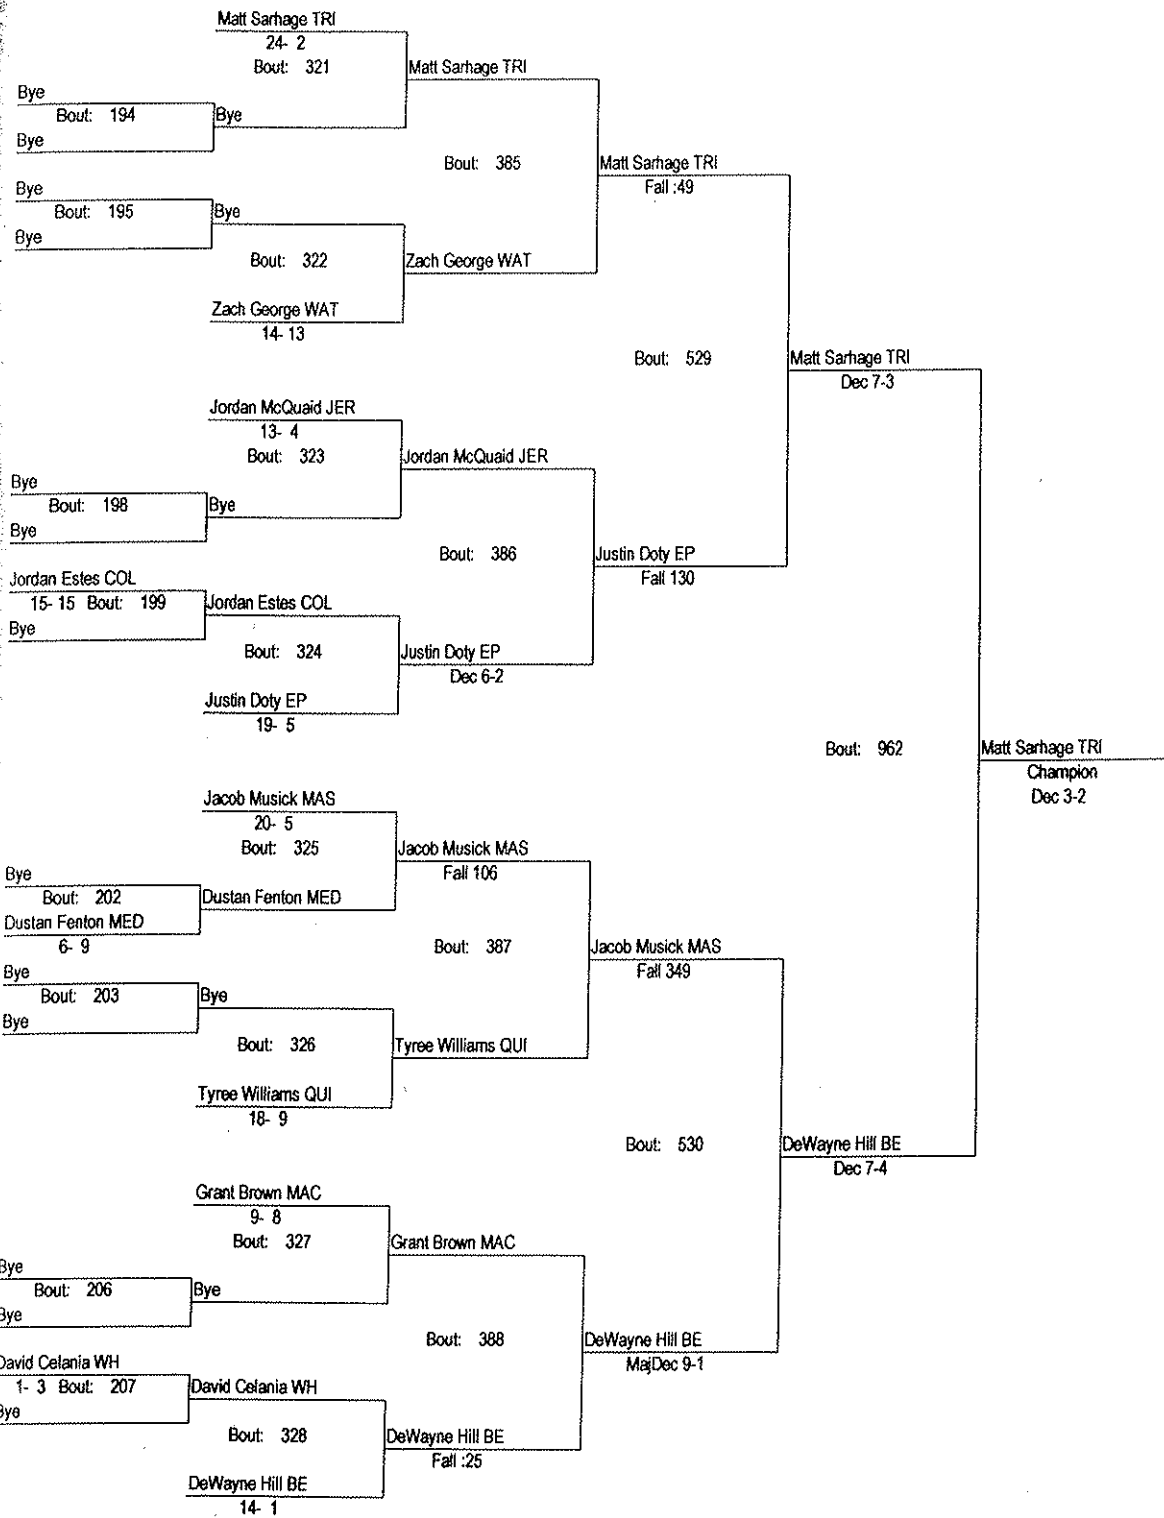 Matt Sarhage TRI
24- 2
Bout: 321
Matt Sarhage TRI
Bye
Bout: 194
Bye
Bye
Bout: 385
Matt Sarhage TRI
Fall :49
Bye
Bout: 195
Bye
Bye
Bout: 322
Zach George WAT
Zach George WAT
14- 13
Bout: 529
Matt Sarhage TRI
Dec 7-3
Jordan McQuaid JER
13- 4
Bout: 323
Jordan McQuaid JER
Bye
Bout: 198
Bye
Bye
Bout: 386
Justin Doty EP
Fall 130
Jordan Estes COL
15- 15 Bout: 199
Jordan Estes COL
Bye
Bout: 324
Justin Doty EP
Dec 6-2
Justin Doty EP
19- 5
Bout: 962
Matt Sarhage TRI
Champion
Dec 3-2
Jacob Musick MAS
20- 5
Bout: 325
Jacob Musick MAS
Fall 106
Bye
Bout: 202
Dustan Fenton MED
Dustan Fenton MED
6- 9
Bout: 387
Jacob Musick MAS
Fall 349
Bye
Bout: 203
Bye
Bye
Bout: 326
Tyree Williams QUI
Tyree Williams QUI
18- 9
Bout: 530
DeWayne Hill BE
Dec 7-4
Grant Brown MAC
9- 8
Bout: 327
Grant Brown MAC
Bye
Bout: 206
Bye
Bye
Bout: 388
DeWayne Hill BE
MajDec 9-1
David Celania WH
1- 3 Bout: 207
David Celania WH
Bye
Bout: 328
DeWayne Hill BE
Fall :25
DeWayne Hill BE
14- 1